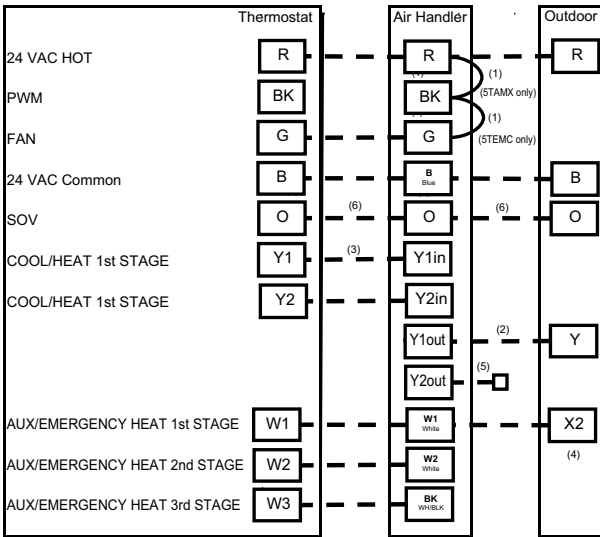 Thermostat Air Handler Outdoor
24 VAC HOT R R R
(1)
PWM BK BK (5TAMX only)
(1)
FAN G G (5TEMC only)
24 VAC Common B B B
Blue
SOV O (6) O (6) O
COOL/HEAT 1st STAGE Y1 (3) Y1in
COOL/HEAT 1st STAGE Y2 Y2in
Y1out (2) Y
Y2out (5)
AUX/EMERGENCY HEAT 1st STAGE W1 W1 X2
White
(4)
AUX/EMERGENCY HEAT 2nd STAGE W2 W2
White
AUX/EMERGENCY HEAT 3rd STAGE W3 BK
WH/BLK